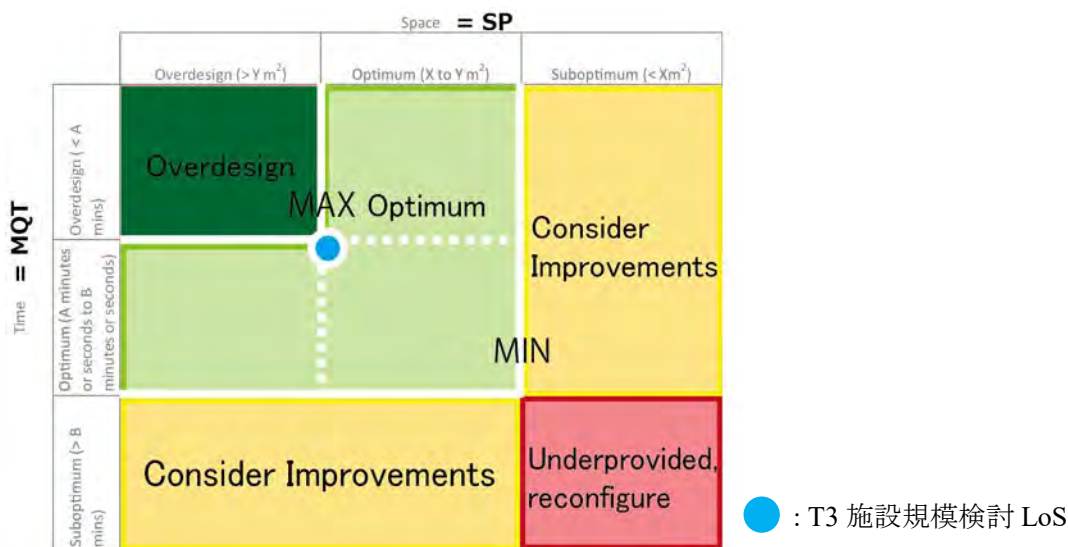 Space = SP
Overdesign (> Y m²)
Optimum (X to Y m²)
Suboptimum (< Xm²)
Time = MQT
Overdesign ( < A
mins)
Optimum (A minutes
or seconds to B
minutes or seconds)
Suboptimum (> B
mins)
Overdesign
MAX Optimum
MIN
Consider
Improvements
Consider Improvements
Underprovided,
reconfigure
: T3 施設規模検討 LoS